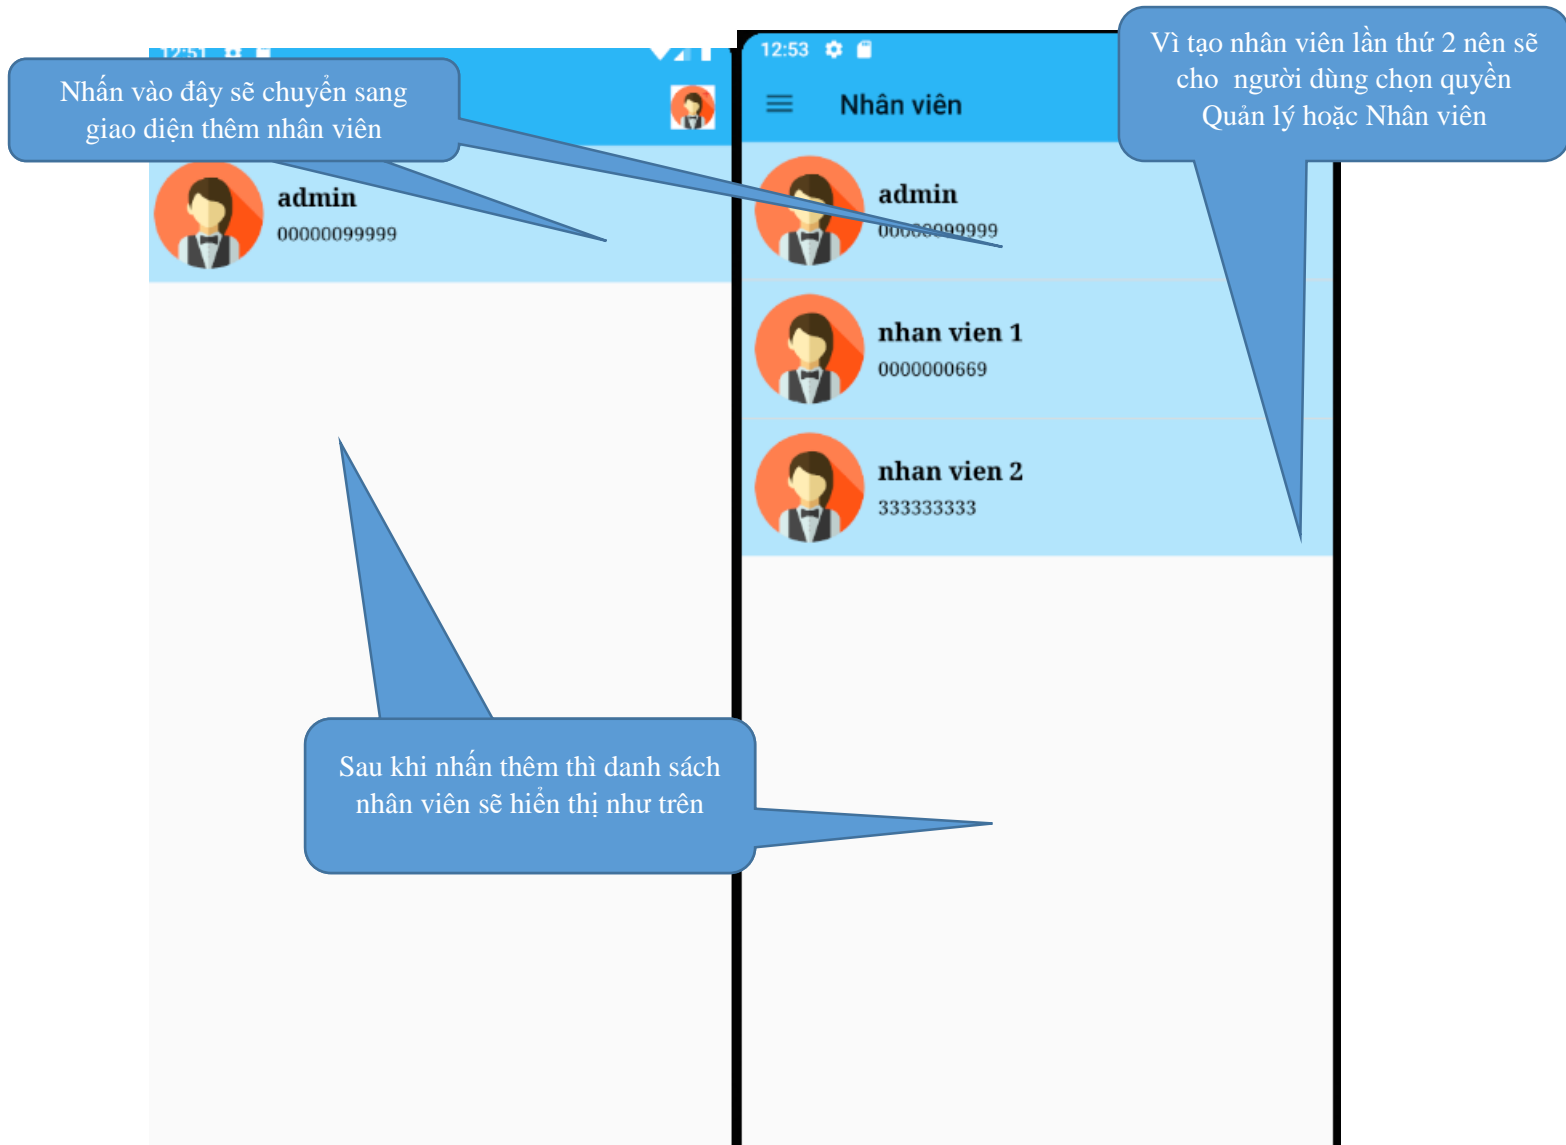 12:51
Nhấn vào đây sẽ chuyển sang
giao diện thêm nhân viên
admin
00000099999
12:53
Nhân viên
Vì tạo nhân viên lần thứ 2 nên sẽ
cho  người dùng chọn quyền
Quản lý hoặc Nhân viên
admin
00000099999
nhan vien 1
0000000669
nhan vien 2
333333333
Sau khi nhấn thêm thì danh sách
nhân viên sẽ hiển thị như trên